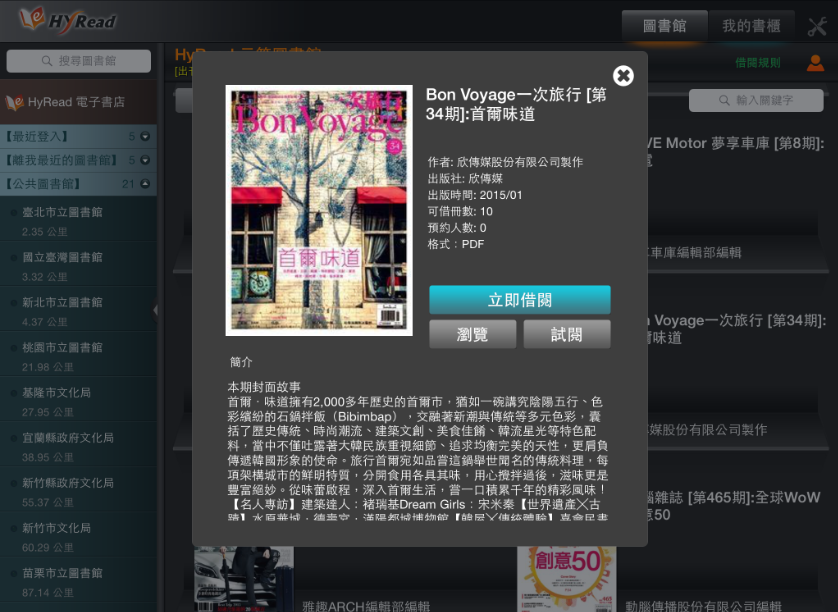 HyRead
圖書館
我的書櫃
搜尋圖書館
借閱規則
HyRead 電子書店
輸入關鍵字
【最近登入】 5
【離我最近的圖書館】 5
【公共圖書館】 21
臺北市立圖書館
2.35 公里
國立臺灣圖書館
3.32 公里
新北市立圖書館
4.37 公里
桃園市立圖書館
21.98 公里
基隆市文化局
27.95 公里
宜蘭縣政府文化局
38.95 公里
新竹縣政府文化局
55.37 公里
新竹市文化局
60.29 公里
苗栗市立圖書館
87.14 公里
Bon Voyage
34
首爾味道
Bon Voyage一次旅行 [第
34期]:首爾味道
作者: 欣傳媒股份有限公司製作
出版社: 欣傳媒
出版時間: 2015/01
可借冊數: 10
預約人數: 0
格式：PDF
立即借閱
瀏覽
試閱
簡介
本期封面故事
首爾．味道擁有2,000多年歷史的首爾市，猶如一碗講究陰陽五行、色
彩繽紛的石鍋拌飯（Bibimbap），交融著新潮與傳統等多元色彩，囊
括了歷史傳統、時尚潮流、建築文創、美食佳餚、韓流星光等特色配
料，當中不僅吐露著大韓民族重視細節、追求均衡完美的天性，更肩負
傳遞韓國形象的使命。旅行首爾宛如品嘗這鍋舉世聞名的傳統料理，每
項架構城市的鮮明特質，分開食用各具其味，用心攪拌過後，滋味更是
豐富絕妙。從味蕾啟程，深入首爾生活，嘗一口積累千年的精彩風味！
【名人專訪】建築達人：褚瑞基Dream Girls：宋米秦【世界遺產╳古
蹟】水原華城．德壽宮．漢陽都城博物館【韓屋╳傳統體驗】嘉會民畫
VE Motor 夢享車庫 [第8期]:
車庫編輯部編輯
n Voyage一次旅行 [第34期]:
味道
媒股份有限公司製作
雜誌 [第465期]:全球WoW
意50
創意50
雅趣ARCH編輯部編輯
動腦傳播股份有限公司編輯